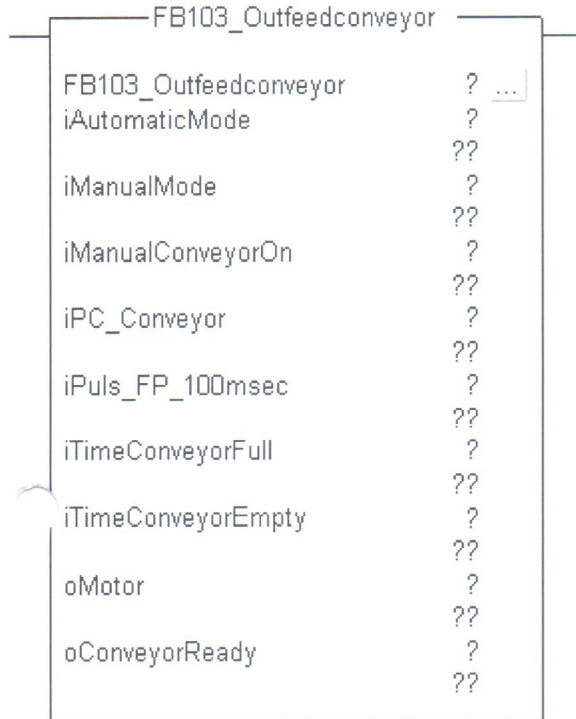 FB103_Outfeedconveyor
FB103_Outfeedconveyor ? ...
iAutomaticMode ?
??
iManualMode ?
??
iManualConveyorOn ?
??
iPC_Conveyor ?
??
iPuls_FP_100msec ?
??
iTimeConveyorFull ?
??
iTimeConveyorEmpty ?
??
oMotor ?
??
oConveyorReady ?
??